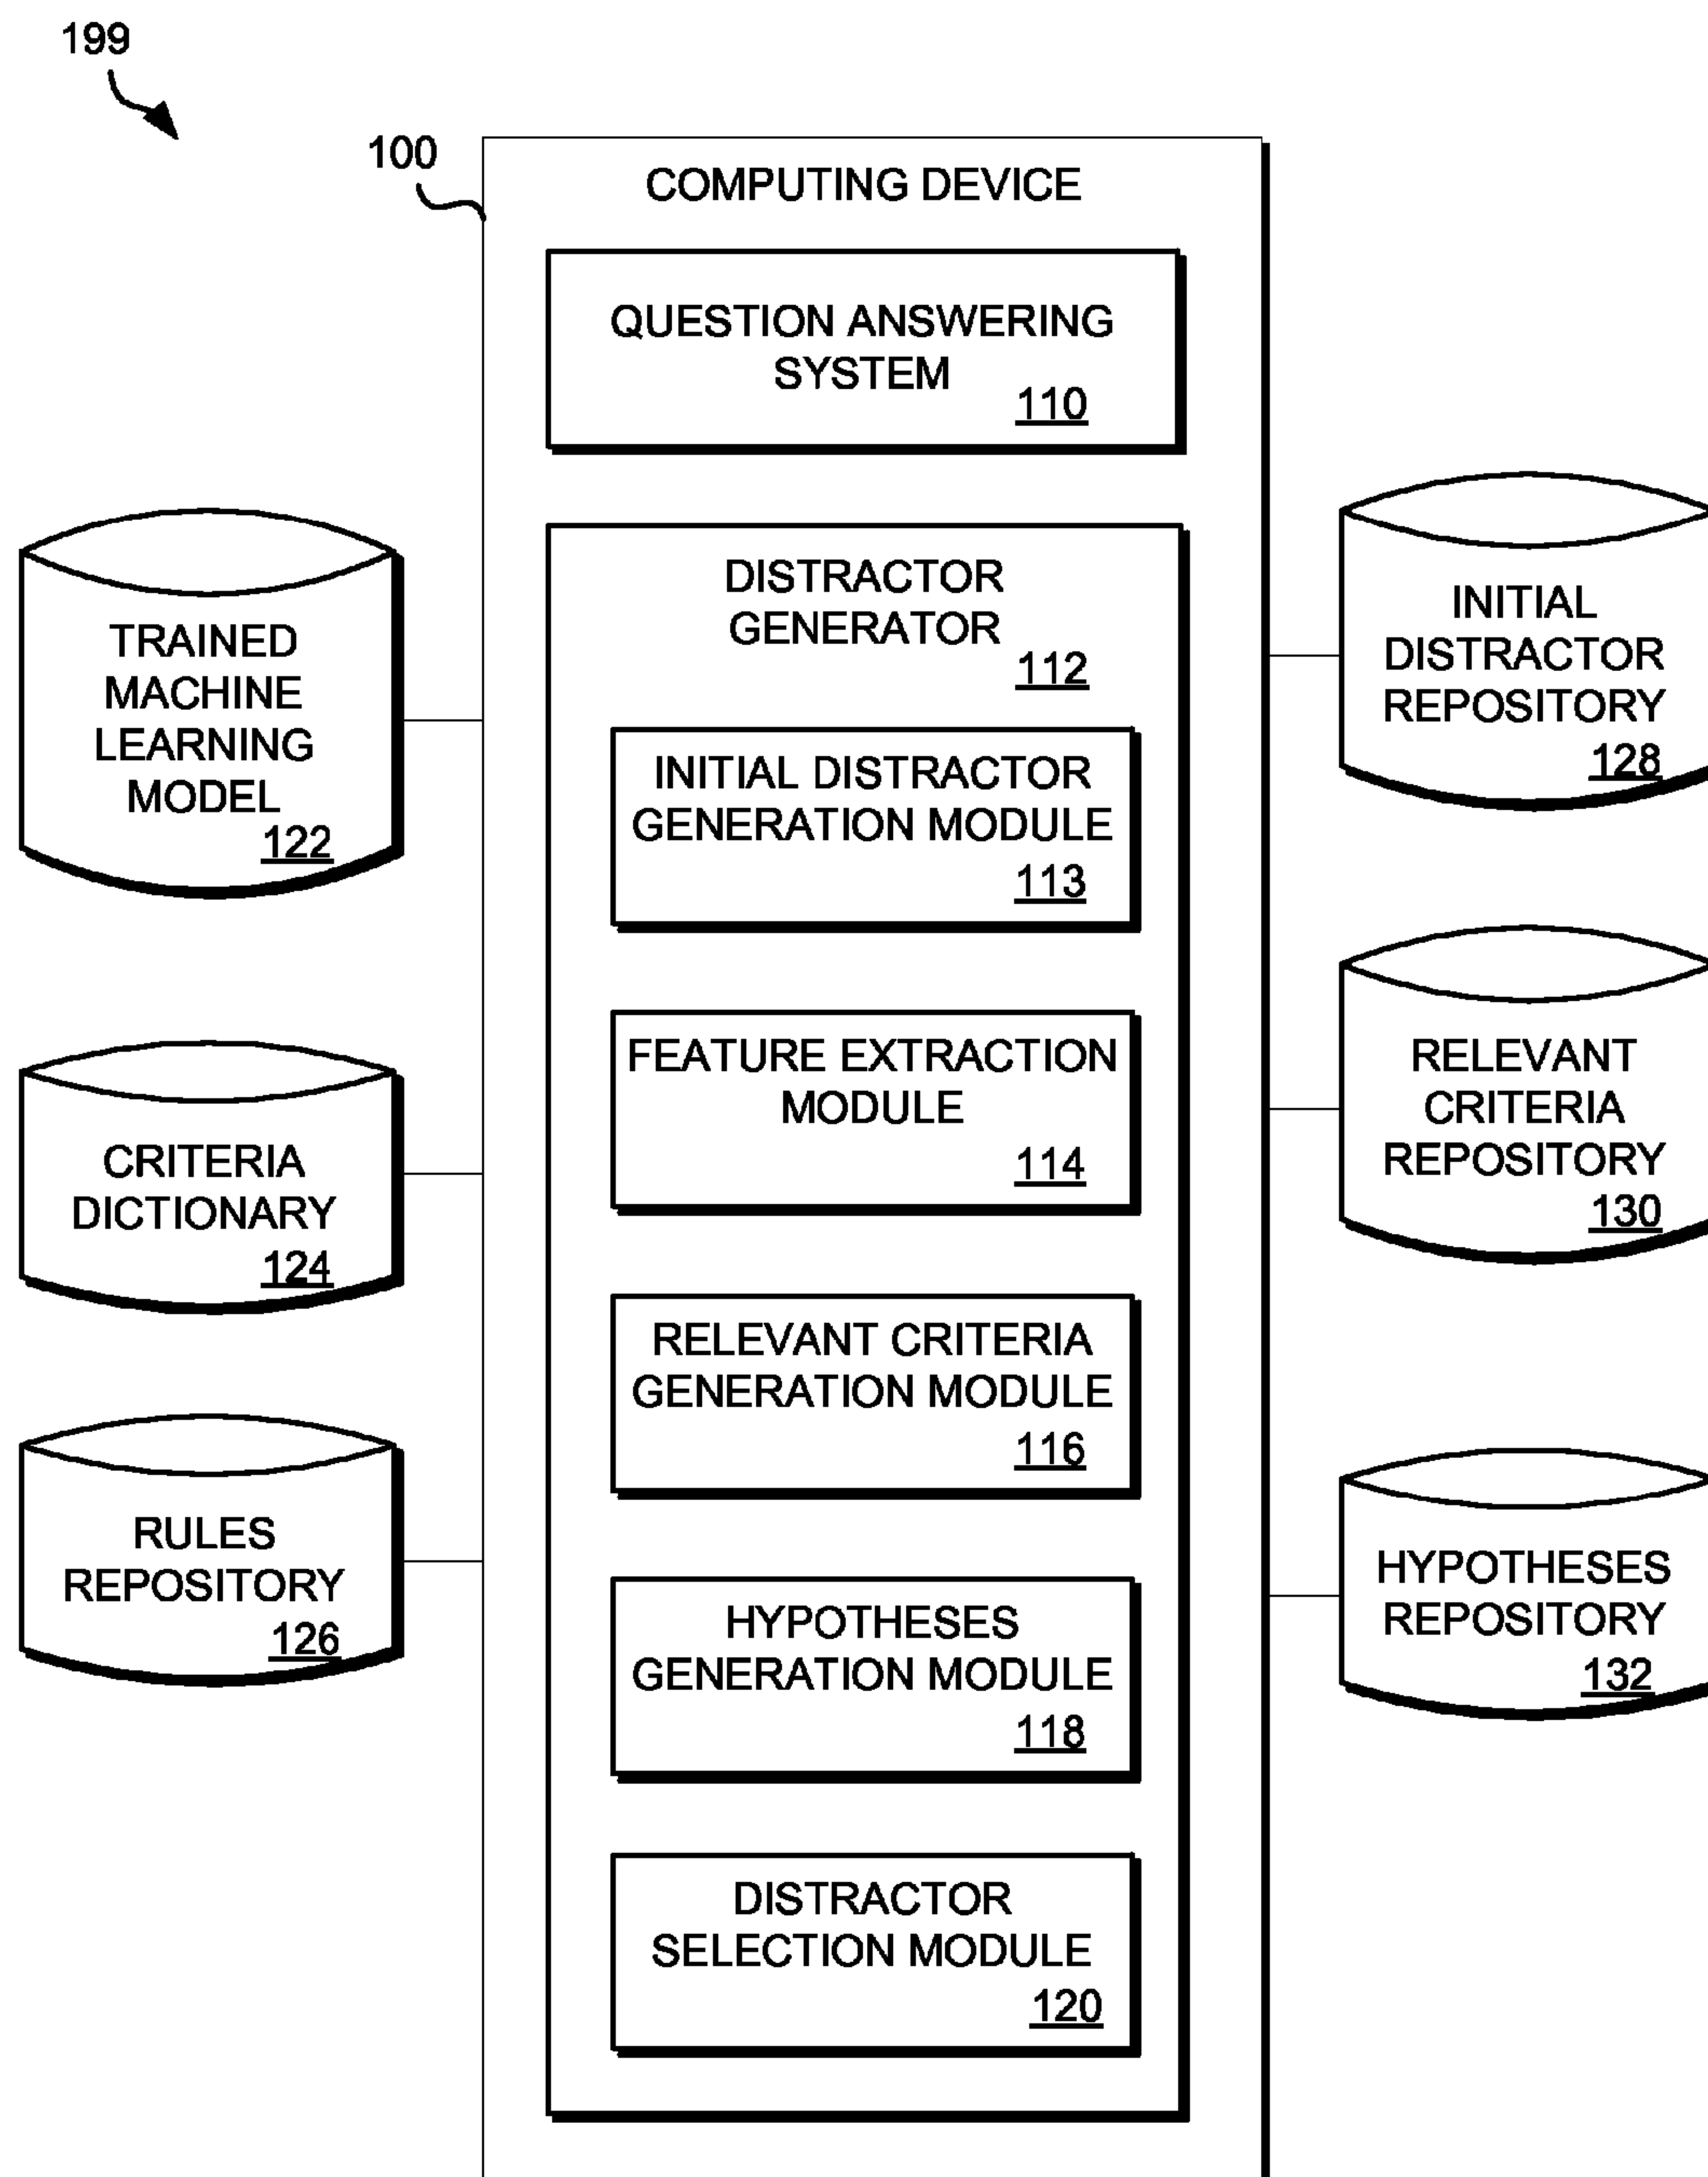 199
100
COMPUTING DEVICE
QUESTION ANSWERING
SYSTEM
110
DISTRACTOR
GENERATOR
112
INITIAL DISTRACTOR
GENERATION MODULE
113
FEATURE EXTRACTION
MODULE
114
RELEVANT CRITERIA
GENERATION MODULE
116
HYPOTHESES
GENERATION MODULE
118
DISTRACTOR
SELECTION MODULE
120
TRAINED
MACHINE
LEARNING
MODEL
122
CRITERIA
DICTIONARY
124
RULES
REPOSITORY
126
INITIAL
DISTRACTOR
REPOSITORY
128
RELEVANT
CRITERIA
REPOSITORY
130
HYPOTHESES
REPOSITORY
132